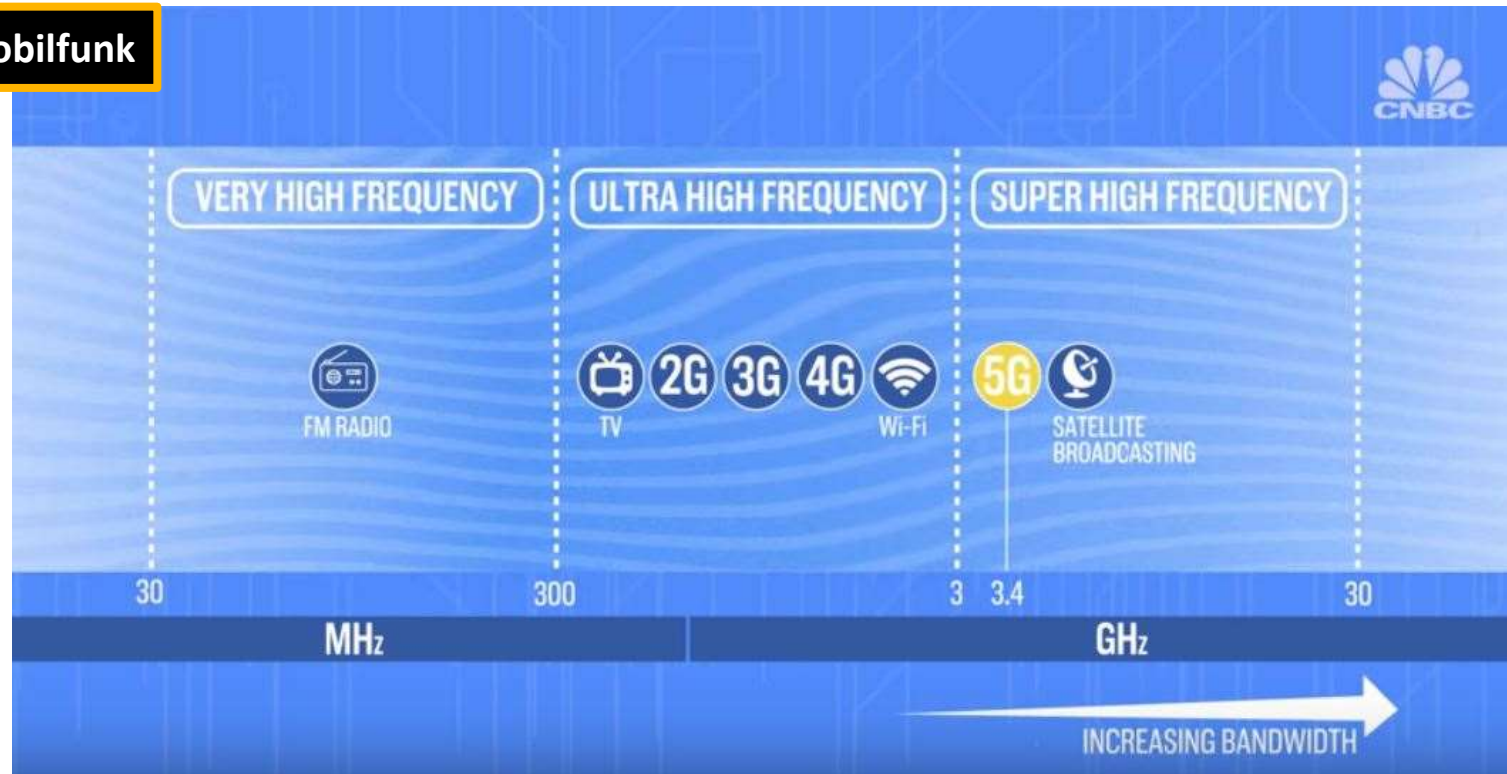 obilfunk
CNBC
VERY HIGH FREQUENCY
ULTRA HIGH FREQUENCY
SUPER HIGH FREQUENCY
2G
3G
4G
5G
FM RADIO
TV
Wi-Fi
SATELLITE
BROADCASTING
30
300
3
3.4
30
MHz
GHz
INCREASING BANDWIDTH